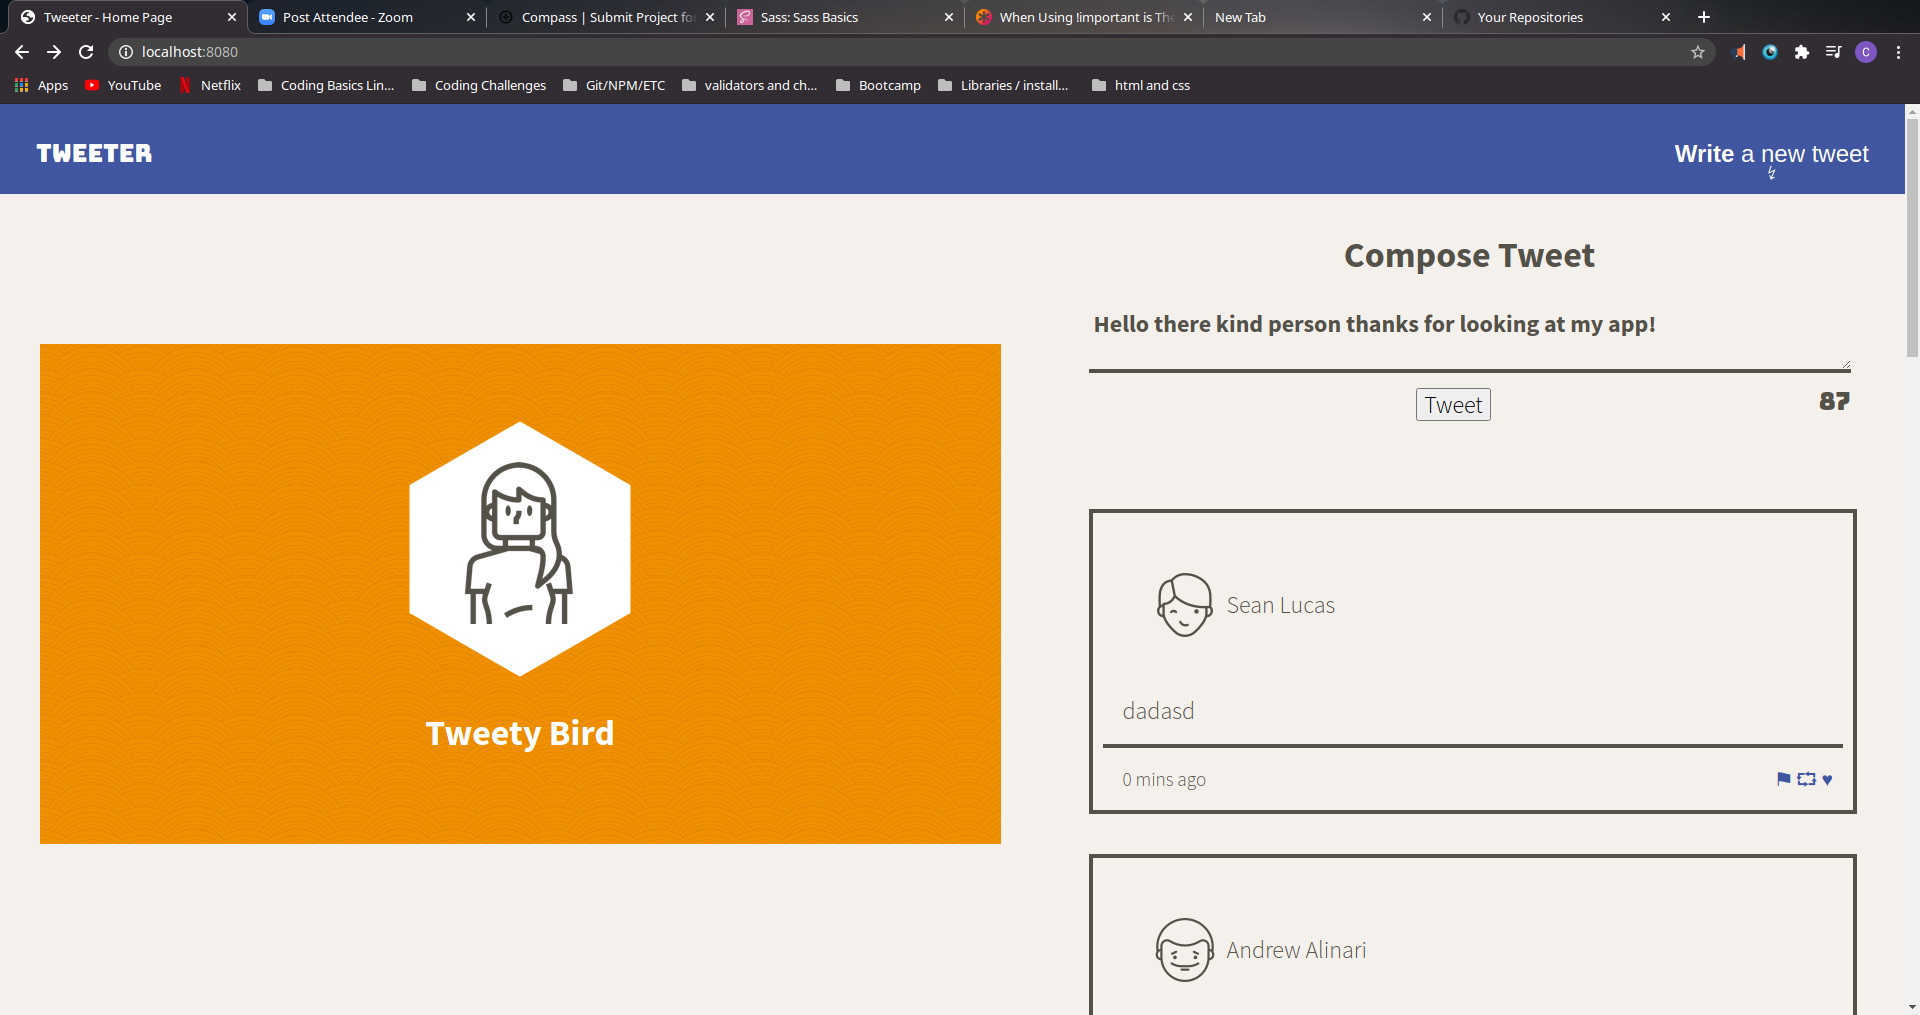 Tweeter - Home Page
Post Attendee - Zoom
Compass | Submit Project fo
Sass: Sass Basics
When Using !important is The
New Tab
Your Repositories
localhost:8080
C
Apps
YouTube
Netflix
Coding Basics Lin...
Coding Challenges
Git/NPM/ETC
validators and ch...
Bootcamp
Libraries / install...
html and css
TWEETER
Write a new tweet
Compose Tweet
Hello there kind person thanks for looking at my app!
Tweet
87
Tweety Bird
Sean Lucas
dadasd
0 mins ago
Andrew Alinari